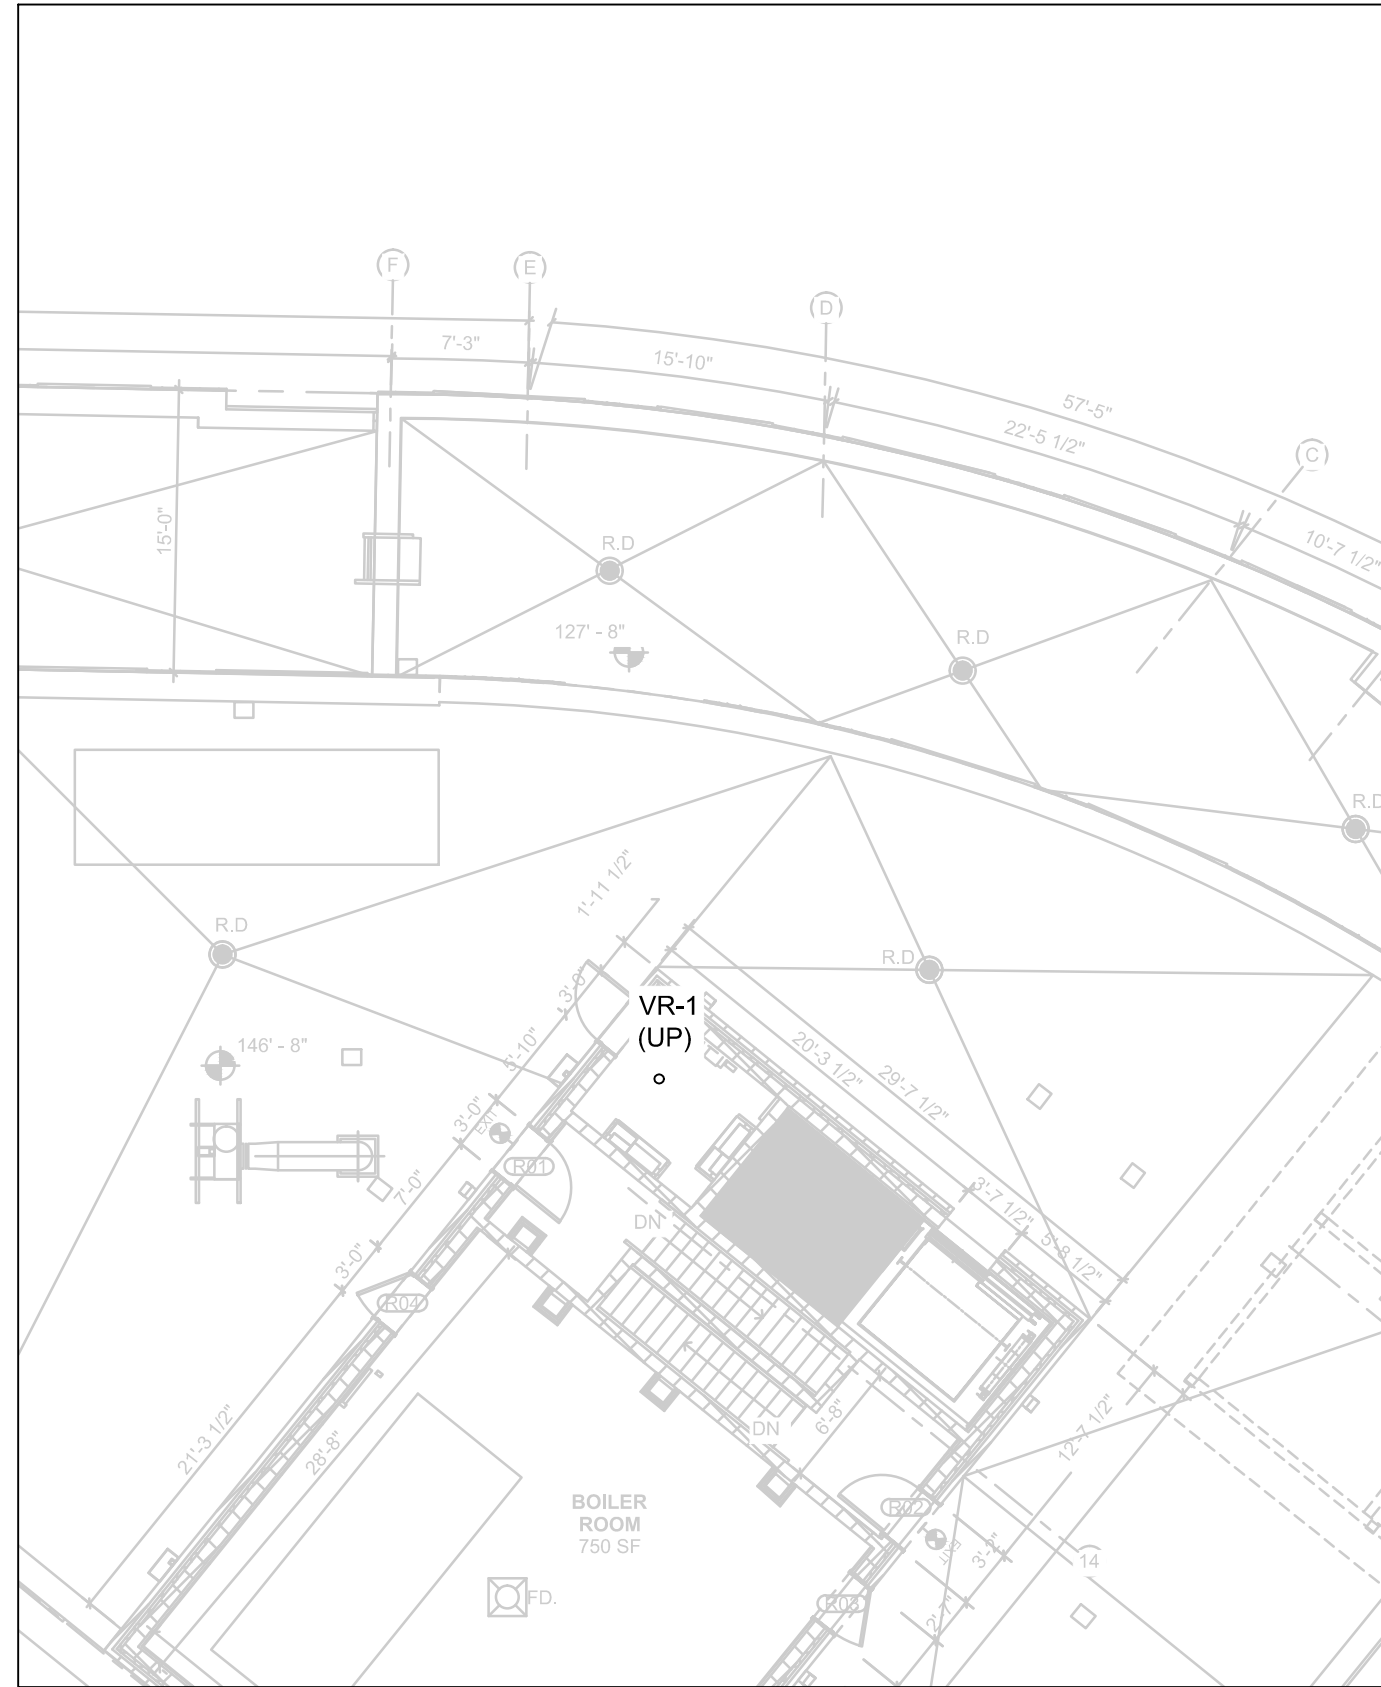 F
E
D
7'-3"
15'-10"
57'-5"
22'-5 1/2"
C
10'-7 1/2"
15'-0"
R.D
127' - 8"
R.D
R.D
1'-11 1/2"
R.D
R.D
3'-0"
VR-1
(UP)
146' - 8"
5'-10"
20'-3 1/2"
29'-7 1/2"
3'-0"
EXIT
R01
7'-0"
3'-7 1/2"
DN
5'-8 1/2"
3'-0"
R04
21'-3 1/2"
28'-8"
6'-8"
DN
12'-7 1/2"
BOILER
ROOM
750 SF
R02
EXIT
3'-2"
14
FD.
R03
2'-7"